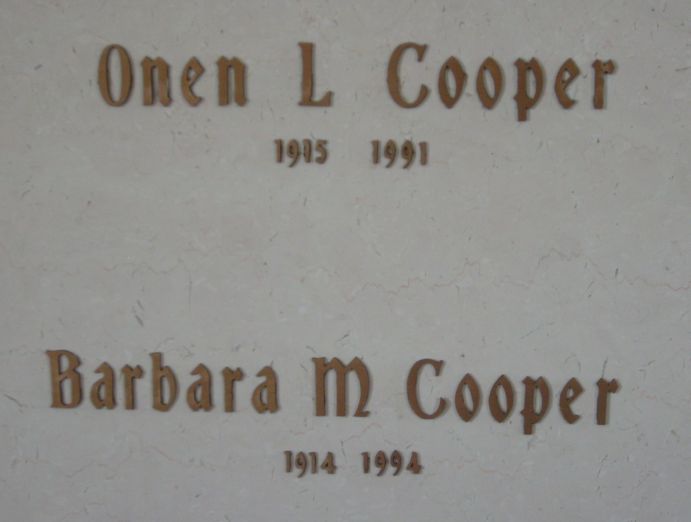 Onen L Cooper
1915 1991
Barbara M Cooper
1914 1994